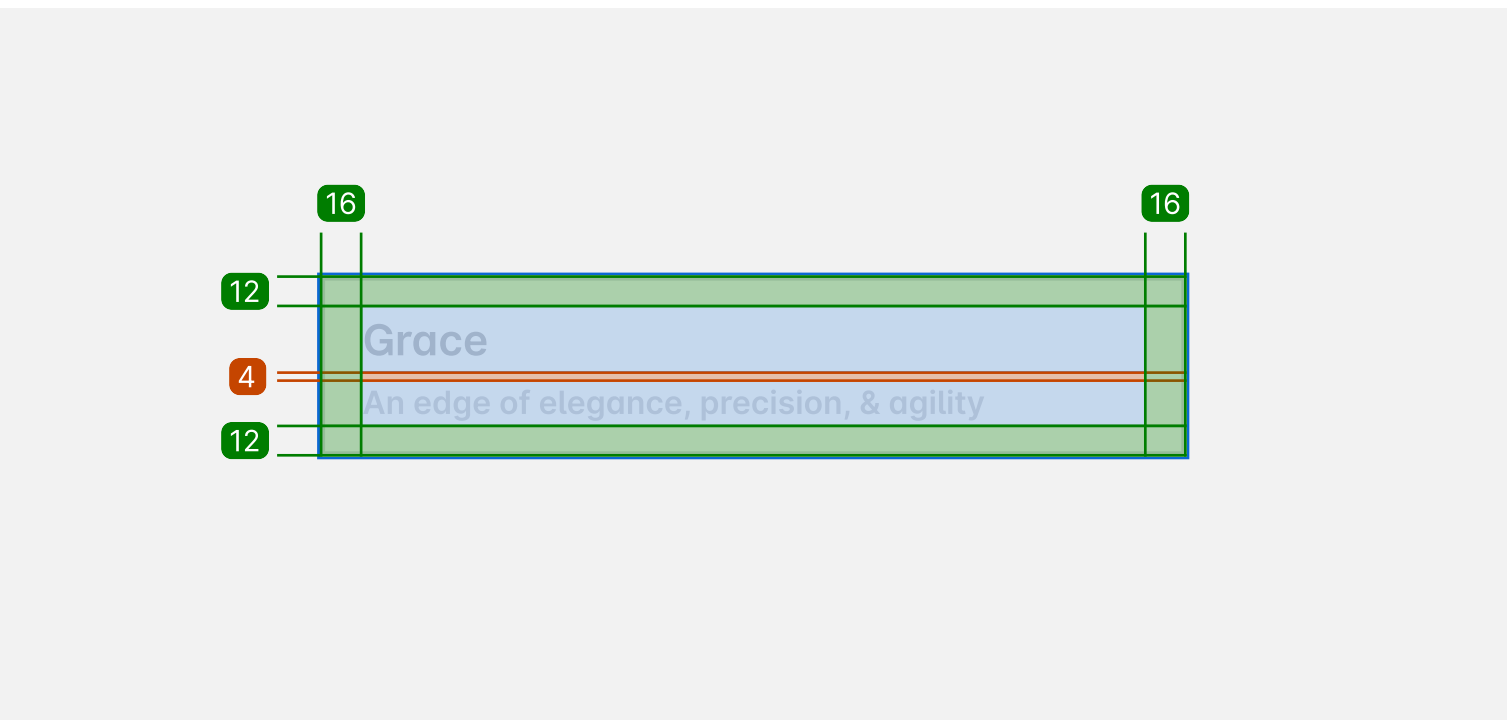 16 16
12
Grace
4
An edge of elegance, precision, & agility
12